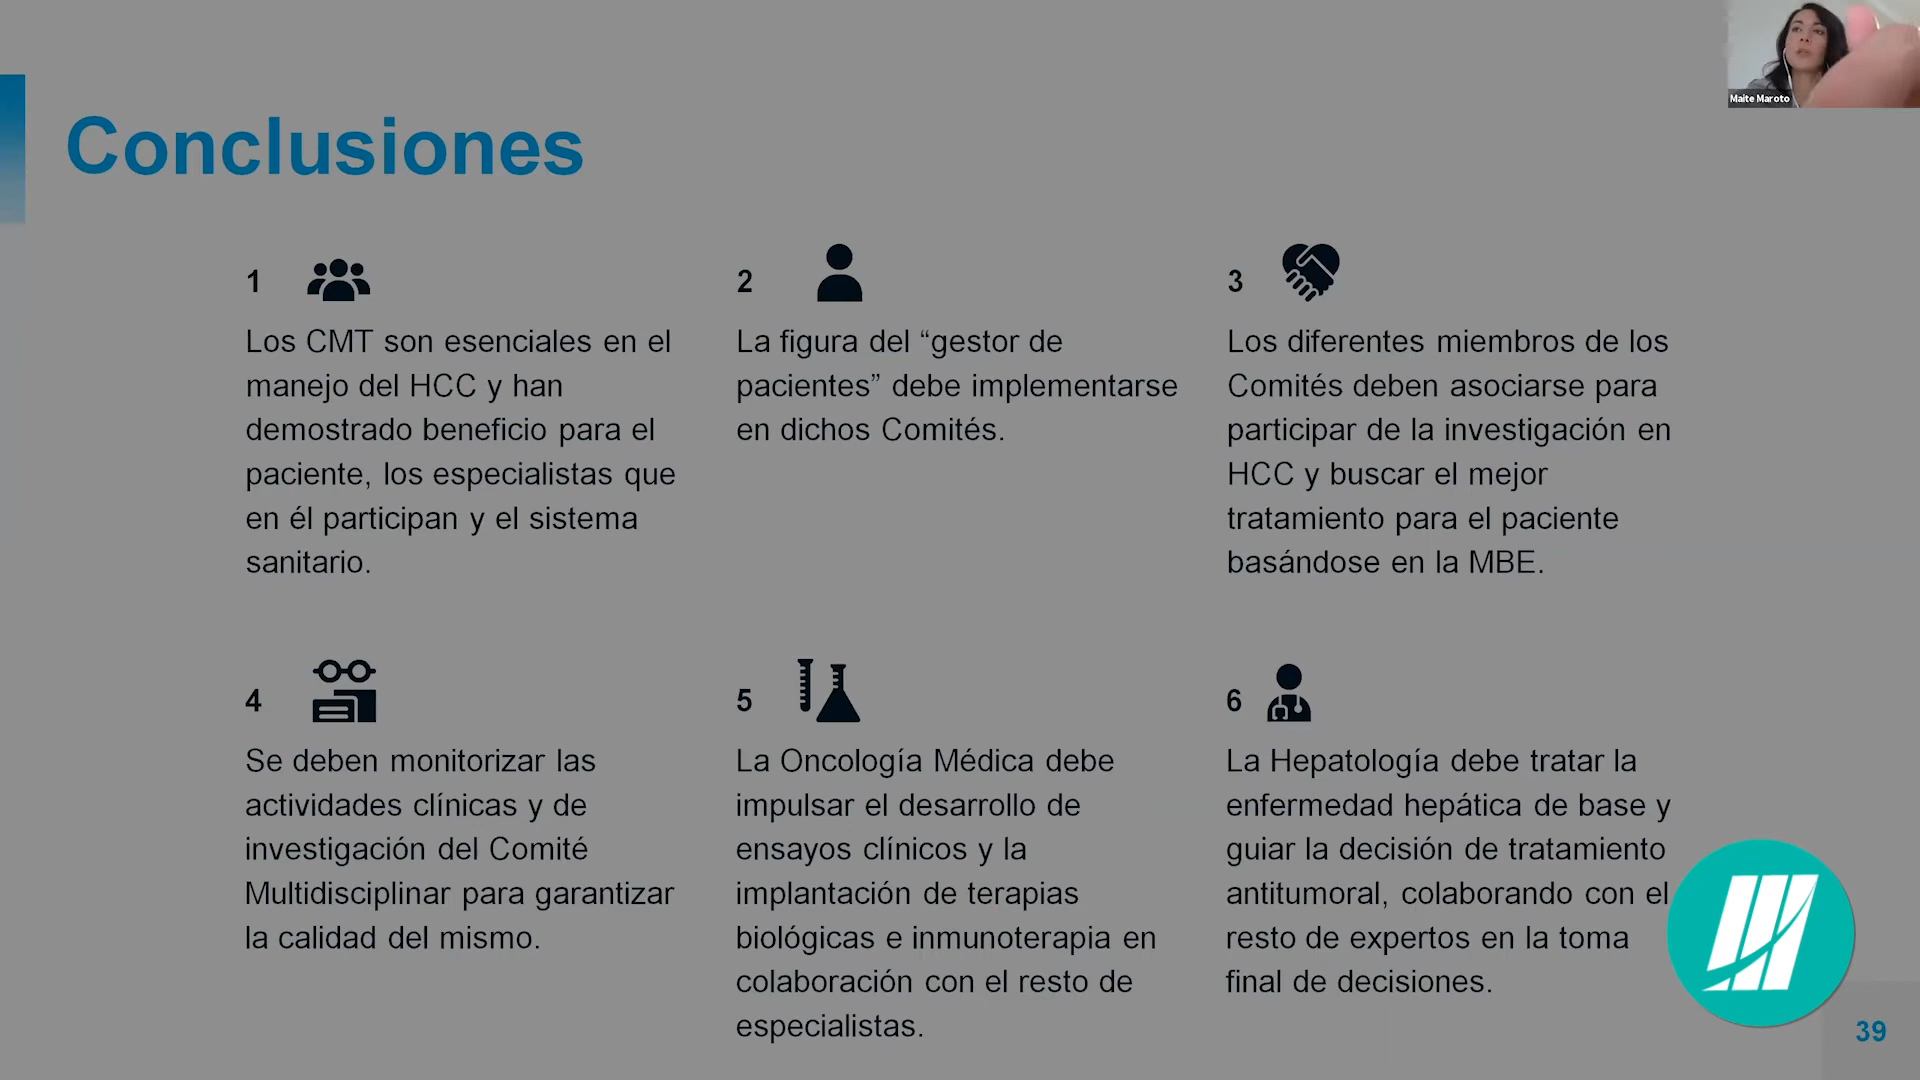 Maite Maroto
Conclusiones
1
Los CMT son esenciales en el
manejo del HCC y han
demostrado beneficio para el
paciente, los especialistas que
en él participan y el sistema
sanitario.
2
La figura del “gestor de
pacientes” debe implementarse
en dichos Comités.
3
Los diferentes miembros de los
Comités deben asociarse para
participar de la investigación en
HCC y buscar el mejor
tratamiento para el paciente
basándose en la MBE.
4
Se deben monitorizar las
actividades clínicas y de
investigación del Comité
Multidisciplinar para garantizar
la calidad del mismo.
5
La Oncología Médica debe
impulsar el desarrollo de
ensayos clínicos y la
implantación de terapias
biológicas e inmunoterapia en
colaboración con el resto de
especialistas.
6
La Hepatología debe tratar la
enfermedad hepática de base y
guiar la decisión de tratamiento
antitumoral, colaborando con el
resto de expertos en la toma
final de decisiones.
39